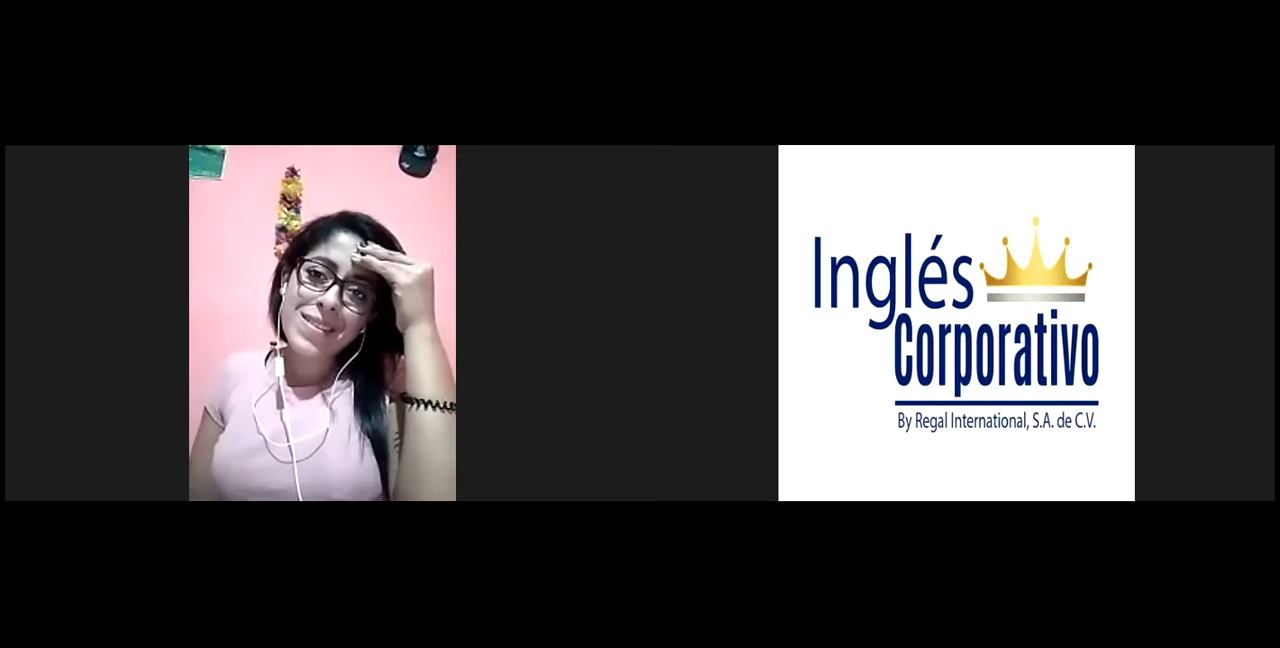 Inglés
Corporativo
By Regal International, S.A. de C.V.